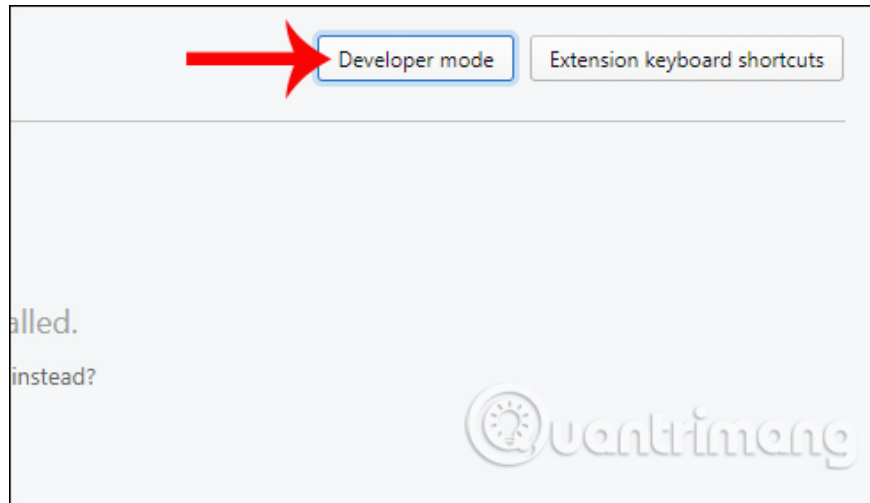 Developer mode
Extension keyboard shortcuts
alled.
instead?
Quantrimang